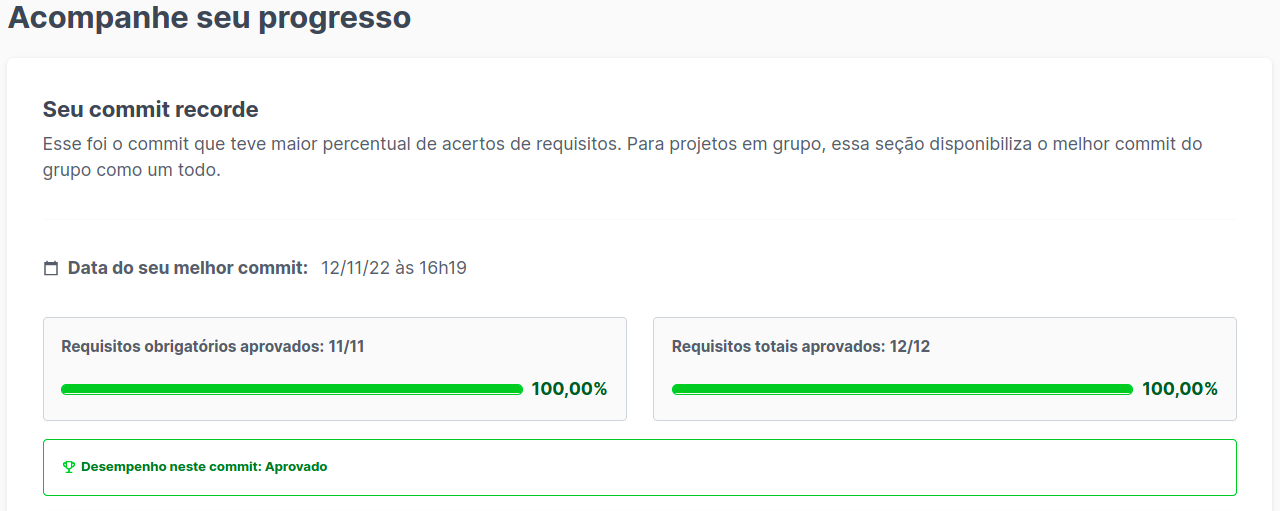 Acompanhe seu progresso
Seu commit recorde
Esse foi o commit que teve maior percentual de acertos de requisitos. Para projetos em grupo, essa seção disponibiliza o melhor commit do
grupo como um todo.
Data do seu melhor commit: 12/11/22 às 16h19
Requisitos obrigatórios aprovados: 11/11
100,00%
Requisitos totais aprovados: 12/12
100,00%
Desempenho neste commit: Aprovado